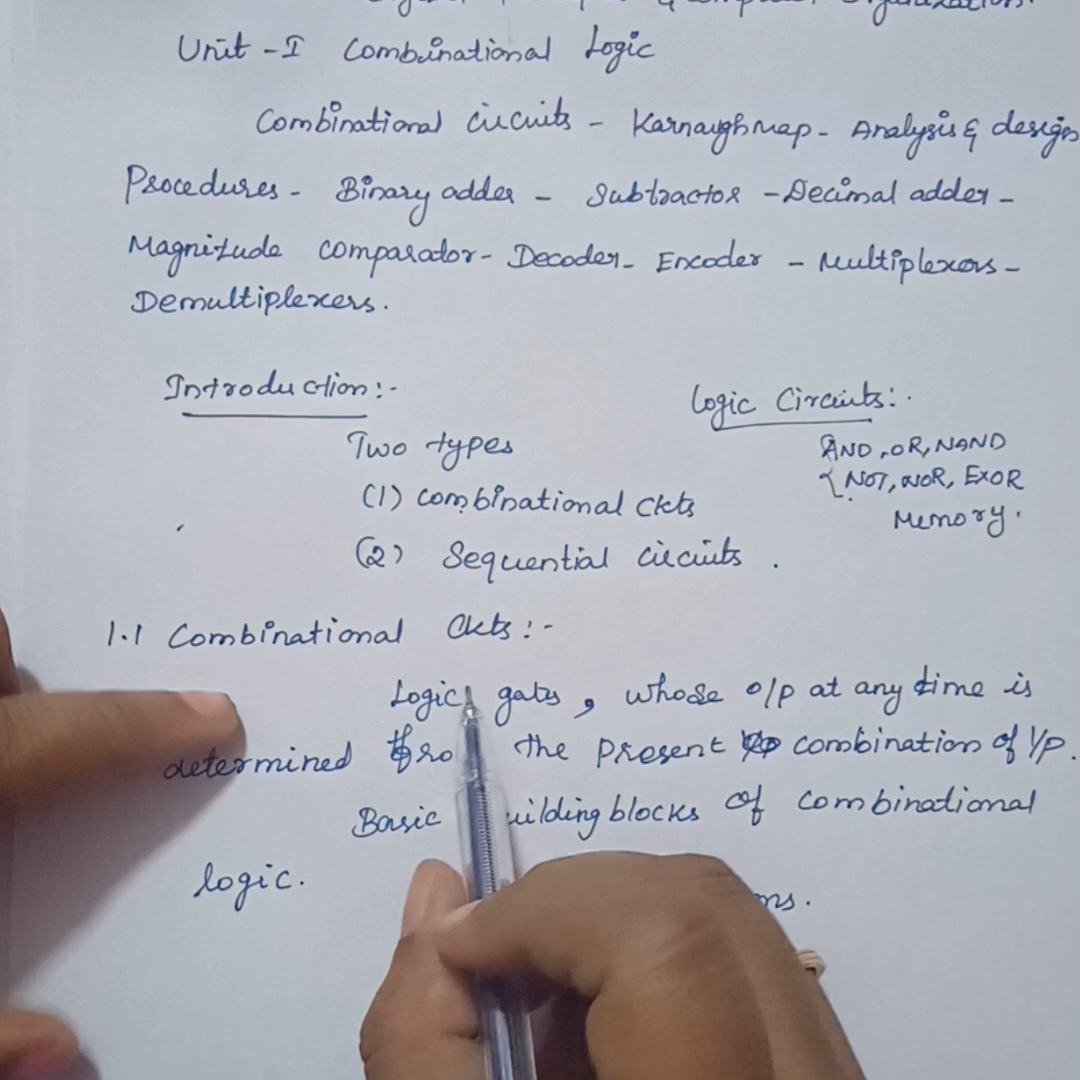 Unit - I Combinational Logic
Combinational circuits - Karnaugh map - Analysis & design
Procedures - Binary adder - Subtractor - Decimal adder -
Magnitude comparator - Decoder - Encoder - Multiplexers -
Demultiplexers.
Introduction :-
Logic Circuits :-
Two types
AND, OR, NAND
(1) combinational Ckts
{ NOT, NOR, EXOR
Memory.
(2) Sequential circuits .
1.1 Combinational Ckts :-
Logic gates , whose o/p at any time is
determined the present combination of i/p.
Basic blocks of combinational
logic.